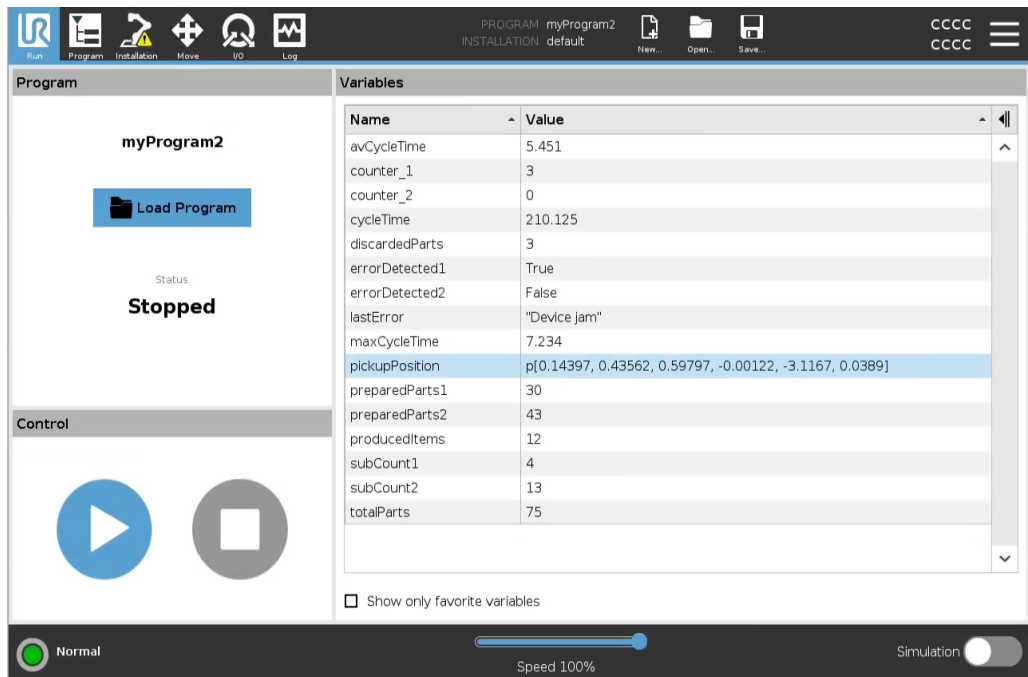 UR
PROGRAM myProgram2
INSTALLATION default
CCCC
CCCC
Run Program Installation Move I/O Log New... Open... Save...
Program
myProgram2
Load Program
Status
Stopped
Control
Variables
Name Value
avCycleTime 5.451
counter_1 3
counter_2 0
cycleTime 210.125
discardedParts 3
errorDetected1 True
errorDetected2 False
lastError "Device jam"
maxCycleTime 7.234
pickupPosition p[0.14397, 0.43562, 0.59797, -0.00122, -3.1167, 0.0389]
preparedParts1 30
preparedParts2 43
producedItems 12
subCount1 4
subCount2 13
totalParts 75
Show only favorite variables
Normal
Speed 100%
Simulation